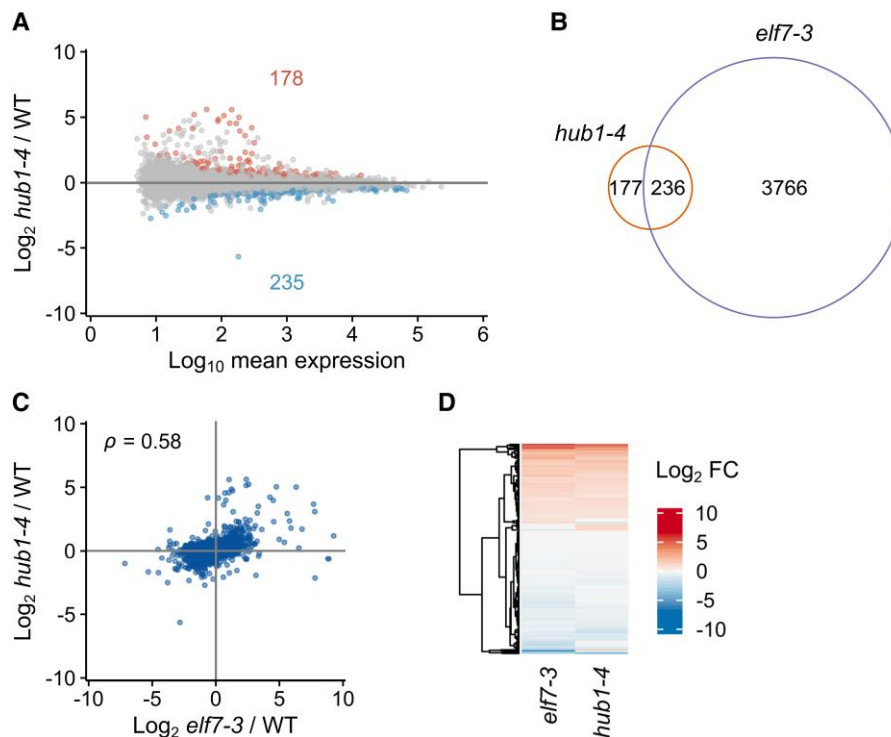 A
10
5
0
-5
-10
Log2 hub1-4 / WT
178
235
0 1 2 3 4 5 6
Log10 mean expression
B
elf7-3
hub1-4
177 236 3766
C
10
5
0
-5
-10
Log2 hub1-4 / WT
ρ = 0.58
-10 -5 0 5 10
Log2 elf7-3 / WT
D
elf7-3
hub1-4
Log2 FC
10
5
0
-5
-10